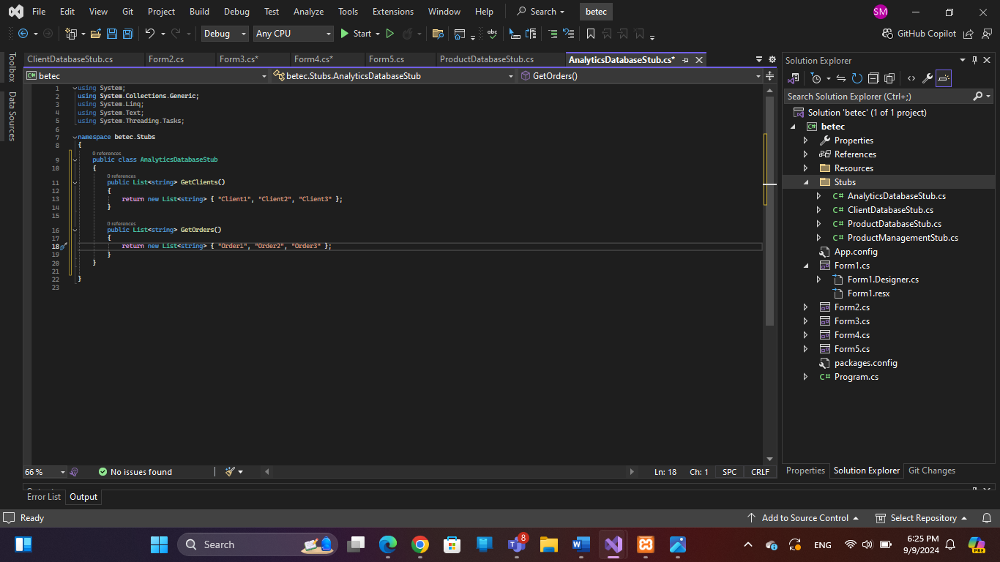 File Edit View Git Project Build Debug Test Analyze Tools Extensions Window Help Search betec SM
Debug Any CPU Start GitHub Copilot
Toolbox
Data Sources
ClientDatabaseStub.cs Form2.cs Form3.cs* Form4.cs* Form5.cs ProductDatabaseStub.cs AnalyticsDatabaseStub.cs*
C# betec betec.Stubs.AnalyticsDatabaseStub GetOrders()
1 using System;
2 using System.Collections.Generic;
3 using System.Linq;
4 using System.Text;
5 using System.Threading.Tasks;
6
7 namespace betec.Stubs
8 {
0 references
9 public class AnalyticsDatabaseStub
10 {
0 references
11 public List<string> GetClients()
12 {
13 return new List<string> { "Client1", "Client2", "Client3" };
14 }
15
0 references
16 public List<string> GetOrders()
17 {
18 return new List<string> { "Order1", "Order2", "Order3" };
19 }
20 }
21
22 }
23
66 % No issues found Ln: 18 Ch: 1 SPC CRLF
Solution Explorer
Search Solution Explorer (Ctrl+;)
Solution 'betec' (1 of 1 project)
C# betec
Properties
References
Resources
Stubs
C# AnalyticsDatabaseStub.cs
C# ClientDatabaseStub.cs
C# ProductDatabaseStub.cs
C# ProductManagementStub.cs
App.config
Form1.cs
Form1.Designer.cs
Form1.resx
Form2.cs
Form3.cs
Form4.cs
Form5.cs
packages.config
C# Program.cs
Properties Solution Explorer Git Changes
Error List Output
Ready Add to Source Control Select Repository
Search 8 ENG 6:25 PM
9/9/2024
PRE